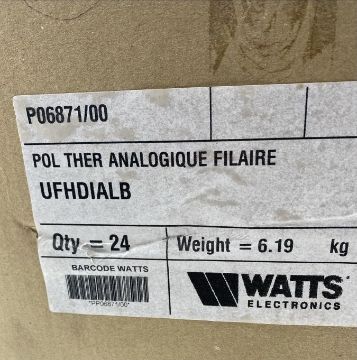 P06871/00
POL THER ANALOGIQUE FILAIRE
UFHDIALB
Qty = 24 Weight = 6.19 kg
BARCODE WATTS
*PP06871/00*
WATTS®
ELECTRONICS